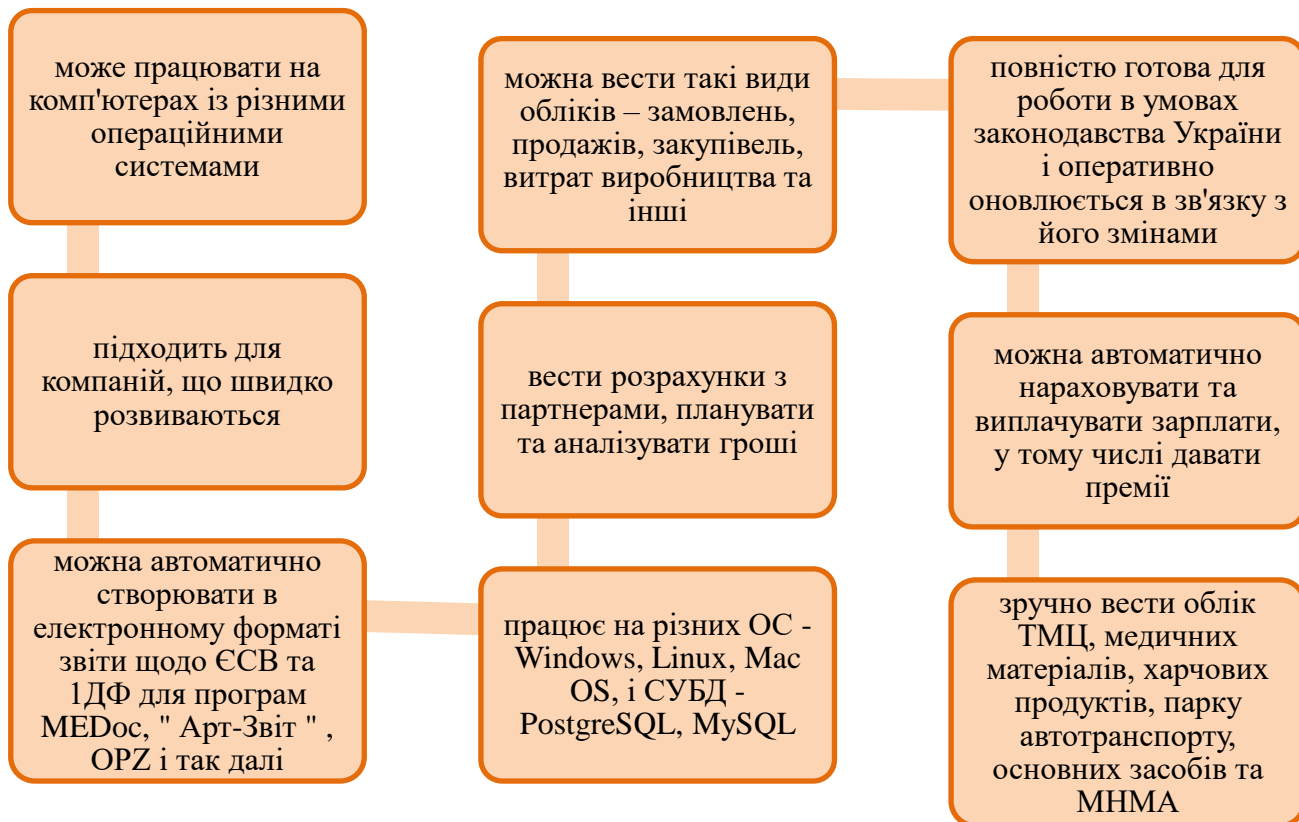 може працювати на
комп'ютерах із різними
операційними
системами
підходить для
компаній, що швидко
розвиваються
можна автоматично
створювати в
електронному форматі
звіти щодо ЄСВ та
1ДФ для програм
MEDoc, " Арт-Звіт " ,
OPZ і так далі
працює на різних ОС -
Windows, Linux, Mac
OS, і СУБД -
PostgreSQL, MySQL
вести розрахунки з
партнерами, планувати
та аналізувати гроші
можна вести такі види
обліків – замовлень,
продажів, закупівель,
витрат виробництва та
інші
повністю готова для
роботи в умовах
законодавства України
і оперативно
оновлюється в зв'язку з
його змінами
можна автоматично
нараховувати та
виплачувати зарплати,
у тому числі давати
премії
зручно вести облік
ТМЦ, медичних
матеріалів, харчових
продуктів, парку
автотранспорту,
основних засобів та
МНМА